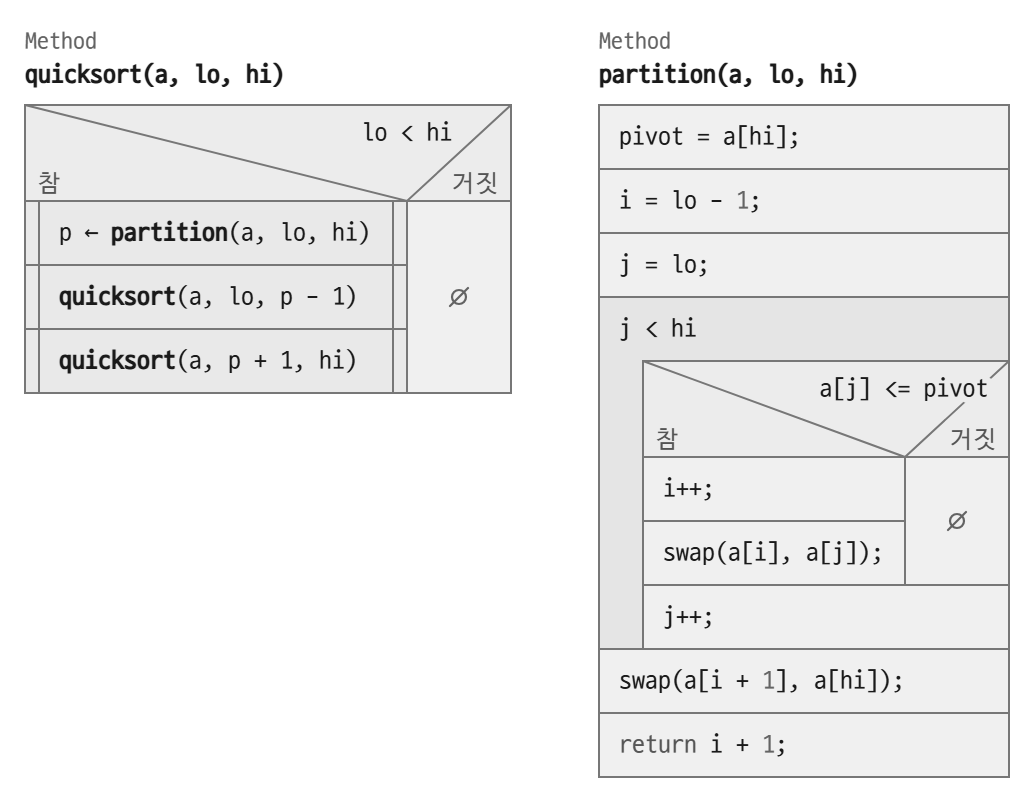 Method
quicksort(a, lo, hi)
lo < hi
참
거짓
p ← partition(a, lo, hi)
quicksort(a, lo, p - 1)
∅
quicksort(a, p + 1, hi)
Method
partition(a, lo, hi)
pivot = a[hi];
i = lo - 1;
j = lo;
j < hi
a[j] <= pivot
참
거짓
i++;
∅
swap(a[i], a[j]);
j++;
swap(a[i + 1], a[hi]);
return i + 1;